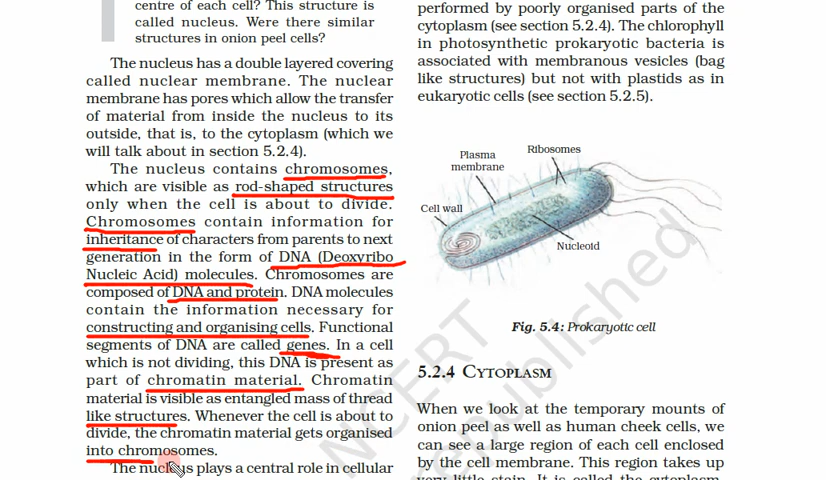 centre of each cell? This structure is
called nucleus. Were there similar
structures in onion peel cells?
The nucleus has a double layered covering
called nuclear membrane. The nuclear
membrane has pores which allow the transfer
of material from inside the nucleus to its
outside, that is, to the cytoplasm (which we
will talk about in section 5.2.4).
The nucleus contains chromosomes,
which are visible as rod-shaped structures
only when the cell is about to divide.
Chromosomes contain information for
inheritance of characters from parents to next
generation in the form of DNA (Deoxyribo
Nucleic Acid) molecules. Chromosomes are
composed of DNA and protein. DNA molecules
contain the information necessary for
constructing and organising cells. Functional
segments of DNA are called genes. In a cell
which is not dividing, this DNA is present as
part of chromatin material. Chromatin
material is visible as entangled mass of thread
like structures. Whenever the cell is about to
divide, the chromatin material gets organised
into chromosomes.
The nucleus plays a central role in cellular
performed by poorly organised parts of the
cytoplasm (see section 5.2.4). The chlorophyll
in photosynthetic prokaryotic bacteria is
associated with membranous vesicles (bag
like structures) but not with plastids as in
eukaryotic cells (see section 5.2.5).
Ribosomes
Plasma
membrane
Cell wall
Nucleoid
Fig. 5.4: Prokaryotic cell
5.2.4 CYTOPLASM
When we look at the temporary mounts of
onion peel as well as human cheek cells, we
can see a large region of each cell enclosed
by the cell membrane. This region takes up
very little stain. It is called the cytoplasm.
NCERT
republished